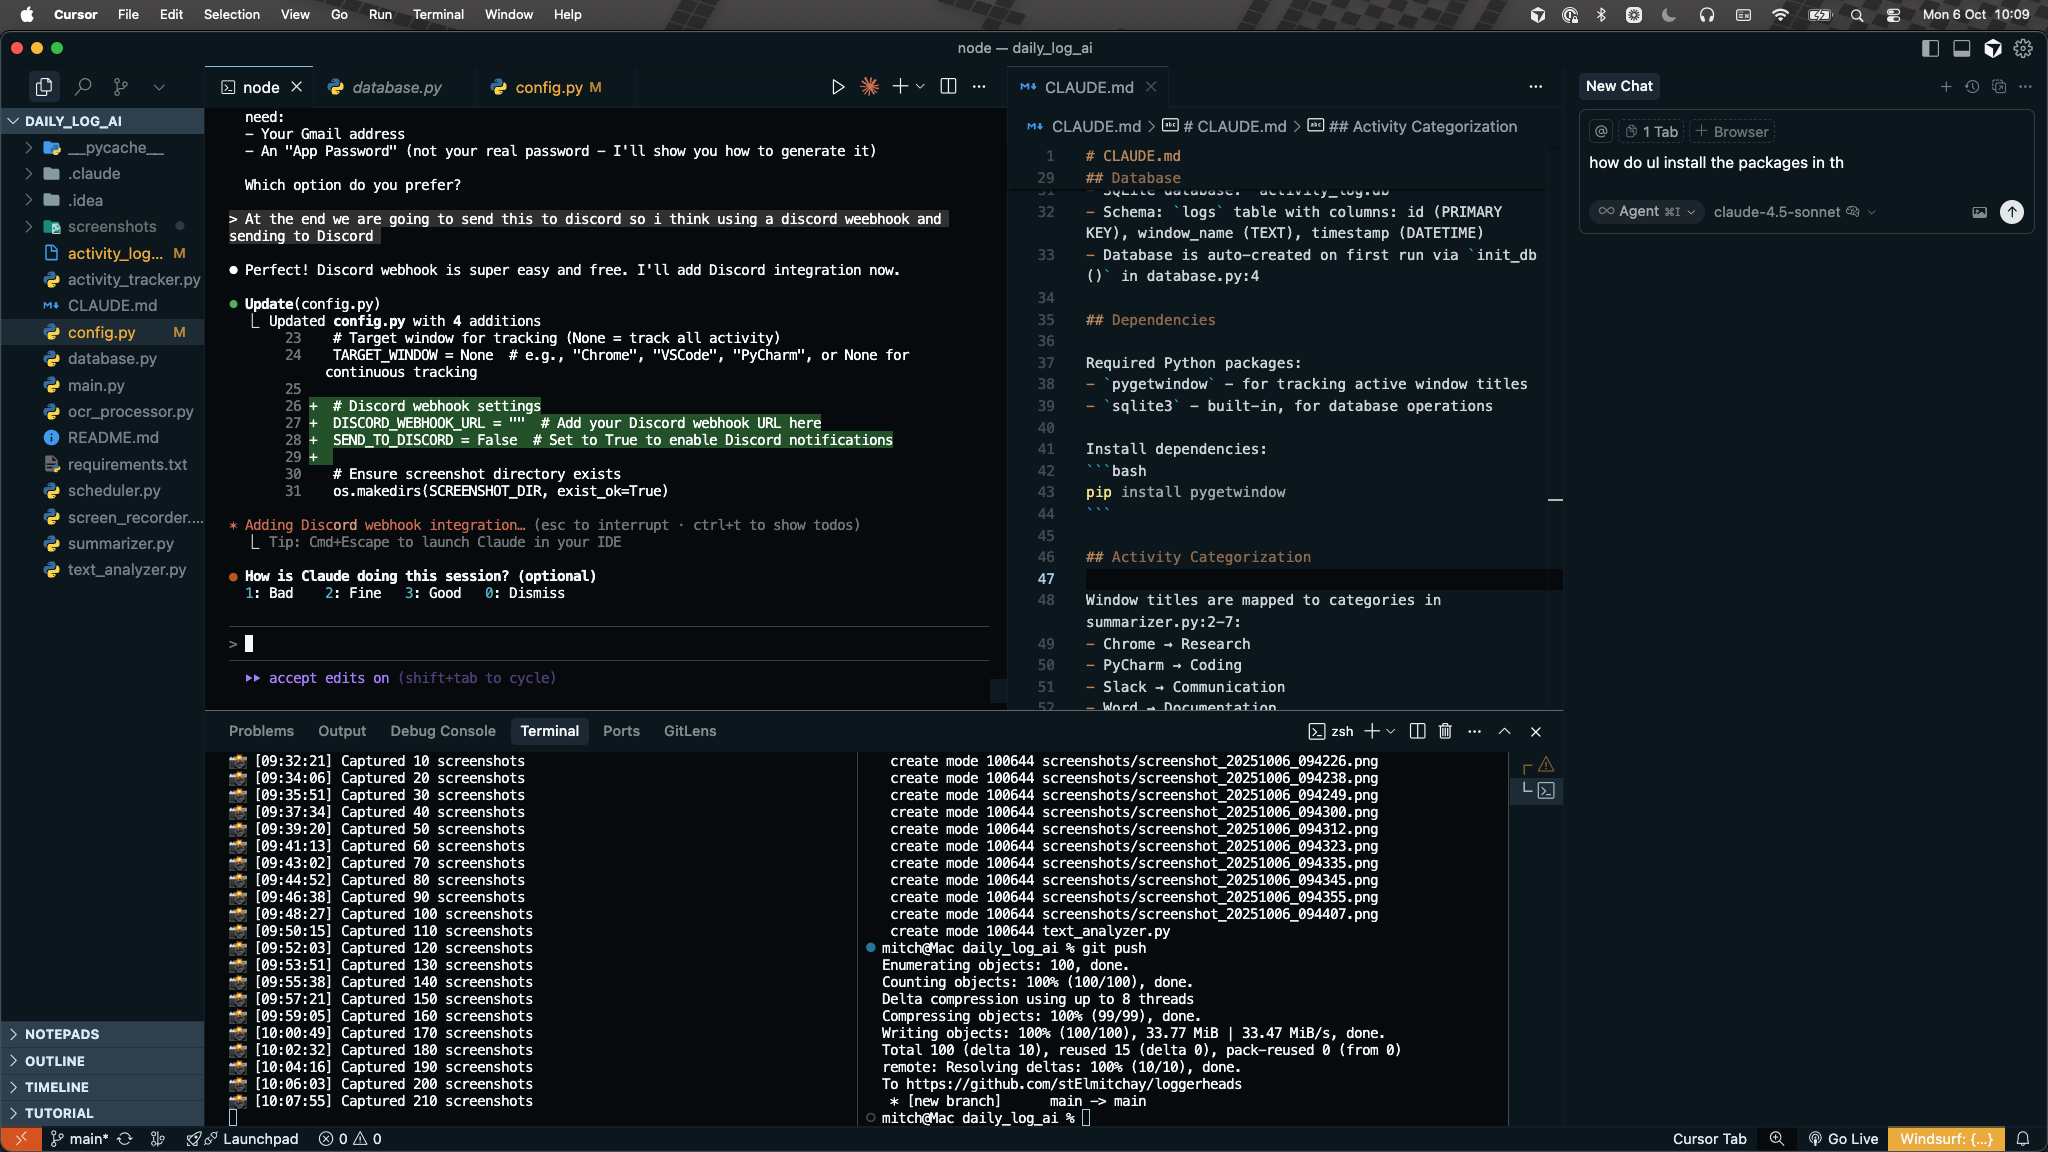 Cursor File Edit Selection View Go Run Terminal Window Help
Mon 6 Oct 10:09
node — daily_log_ai
DAILY_LOG_AI
__pycache__
.claude
.idea
screenshots
activity_log... M
activity_tracker.py
CLAUDE.md
config.py M
database.py
main.py
ocr_processor.py
README.md
requirements.txt
scheduler.py
screen_recorder....
summarizer.py
text_analyzer.py
NOTEPADS
OUTLINE
TIMELINE
TUTORIAL
node
database.py
config.py M
need:
- Your Gmail address
- An "App Password" (not your real password - I'll show you how to generate it)
Which option do you prefer?
> At the end we are going to send this to discord so i think using a discord weebhook and
sending to Discord
Perfect! Discord webhook is super easy and free. I'll add Discord integration now.
Update(config.py)
Updated config.py with 4 additions
23 # Target window for tracking (None = track all activity)
24 TARGET_WINDOW = None # e.g., "Chrome", "VSCode", "PyCharm", or None for
continuous tracking
25
26 + # Discord webhook settings
27 + DISCORD_WEBHOOK_URL = "" # Add your Discord webhook URL here
28 + SEND_TO_DISCORD = False # Set to True to enable Discord notifications
29 +
30 # Ensure screenshot directory exists
31 os.makedirs(SCREENSHOT_DIR, exist_ok=True)
Adding Discord webhook integration… (esc to interrupt · ctrl+t to show todos)
Tip: Cmd+Escape to launch Claude in your IDE
How is Claude doing this session? (optional)
1: Bad 2: Fine 3: Good 0: Dismiss
>
accept edits on (shift+tab to cycle)
CLAUDE.md
CLAUDE.md > # CLAUDE.md > ## Activity Categorization
1 # CLAUDE.md
29 ## Database
31 - SQLite database: `activity_log.db`
32 - Schema: `logs` table with columns: id (PRIMARY
KEY), window_name (TEXT), timestamp (DATETIME)
33 - Database is auto-created on first run via `init_db
()` in database.py:4
34
35 ## Dependencies
36
37 Required Python packages:
38 - `pygetwindow` - for tracking active window titles
39 - `sqlite3` - built-in, for database operations
40
41 Install dependencies:
42 ```bash
43 pip install pygetwindow
44 ```
45
46 ## Activity Categorization
47
48 Window titles are mapped to categories in
summarizer.py:2-7:
49 - Chrome → Research
50 - PyCharm → Coding
51 - Slack → Communication
52 - Word → Documentation
New Chat
@ 1 Tab + Browser
how do ul install the packages in th
Agent ⌘I claude-4.5-sonnet
Problems Output Debug Console Terminal Ports GitLens
zsh
[09:32:21] Captured 10 screenshots
[09:34:06] Captured 20 screenshots
[09:35:51] Captured 30 screenshots
[09:37:34] Captured 40 screenshots
[09:39:20] Captured 50 screenshots
[09:41:13] Captured 60 screenshots
[09:43:02] Captured 70 screenshots
[09:44:52] Captured 80 screenshots
[09:46:38] Captured 90 screenshots
[09:48:27] Captured 100 screenshots
[09:50:15] Captured 110 screenshots
[09:52:03] Captured 120 screenshots
[09:53:51] Captured 130 screenshots
[09:55:38] Captured 140 screenshots
[09:57:21] Captured 150 screenshots
[09:59:05] Captured 160 screenshots
[10:00:49] Captured 170 screenshots
[10:02:32] Captured 180 screenshots
[10:04:16] Captured 190 screenshots
[10:06:03] Captured 200 screenshots
[10:07:55] Captured 210 screenshots
create mode 100644 screenshots/screenshot_20251006_094226.png
create mode 100644 screenshots/screenshot_20251006_094238.png
create mode 100644 screenshots/screenshot_20251006_094249.png
create mode 100644 screenshots/screenshot_20251006_094300.png
create mode 100644 screenshots/screenshot_20251006_094312.png
create mode 100644 screenshots/screenshot_20251006_094323.png
create mode 100644 screenshots/screenshot_20251006_094335.png
create mode 100644 screenshots/screenshot_20251006_094345.png
create mode 100644 screenshots/screenshot_20251006_094355.png
create mode 100644 screenshots/screenshot_20251006_094407.png
create mode 100644 text_analyzer.py
mitch@Mac daily_log_ai % git push
Enumerating objects: 100, done.
Counting objects: 100% (100/100), done.
Delta compression using up to 8 threads
Compressing objects: 100% (99/99), done.
Writing objects: 100% (100/100), 33.77 MiB | 33.47 MiB/s, done.
Total 100 (delta 10), reused 15 (delta 0), pack-reused 0 (from 0)
remote: Resolving deltas: 100% (10/10), done.
To https://github.com/stElmitchay/loggerheads
* [new branch] main -> main
mitch@Mac daily_log_ai %
main* Launchpad 0 0
Cursor Tab Go Live Windsurf: {...}